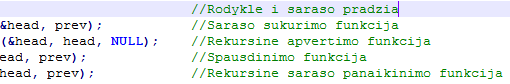 //Rodykle i saraso pradzia
&head, prev); //Saraso sukurimo funkcija
(&head, head, NULL); //Rekursine apvertimo funkcija
ead, prev); //Spausdinimo funkcija
head, prev); //Rekursine saraso panaikinimo funkcija